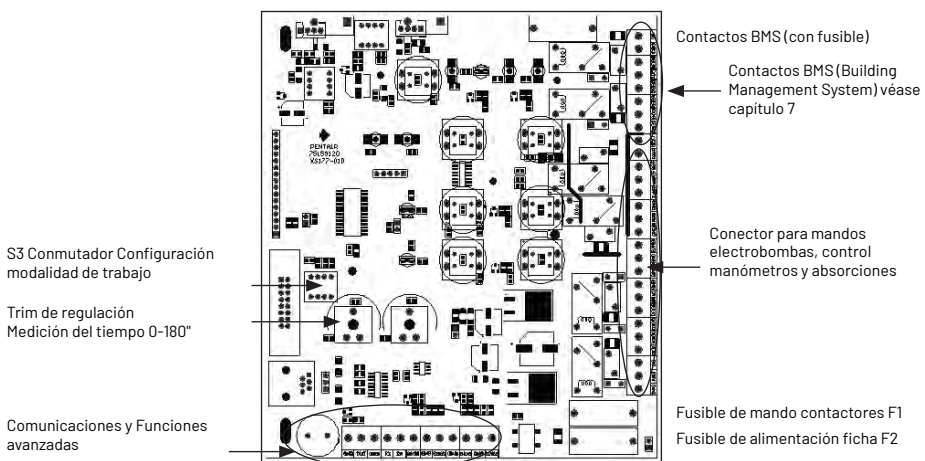 Contactos BMS (con fusible)
Contactos BMS (Building
Management System) véase
capítulo 7
PENTAIR
S3 Conmutador Configuración
modalidad de trabajo
Trim de regulación
Medición del tiempo 0-180"
Conector para mandos
electrobombas, control
manómetros y absorciones
Comunicaciones y Funciones
avanzadas
Fusible de mando contactores F1
Fusible de alimentación ficha F2